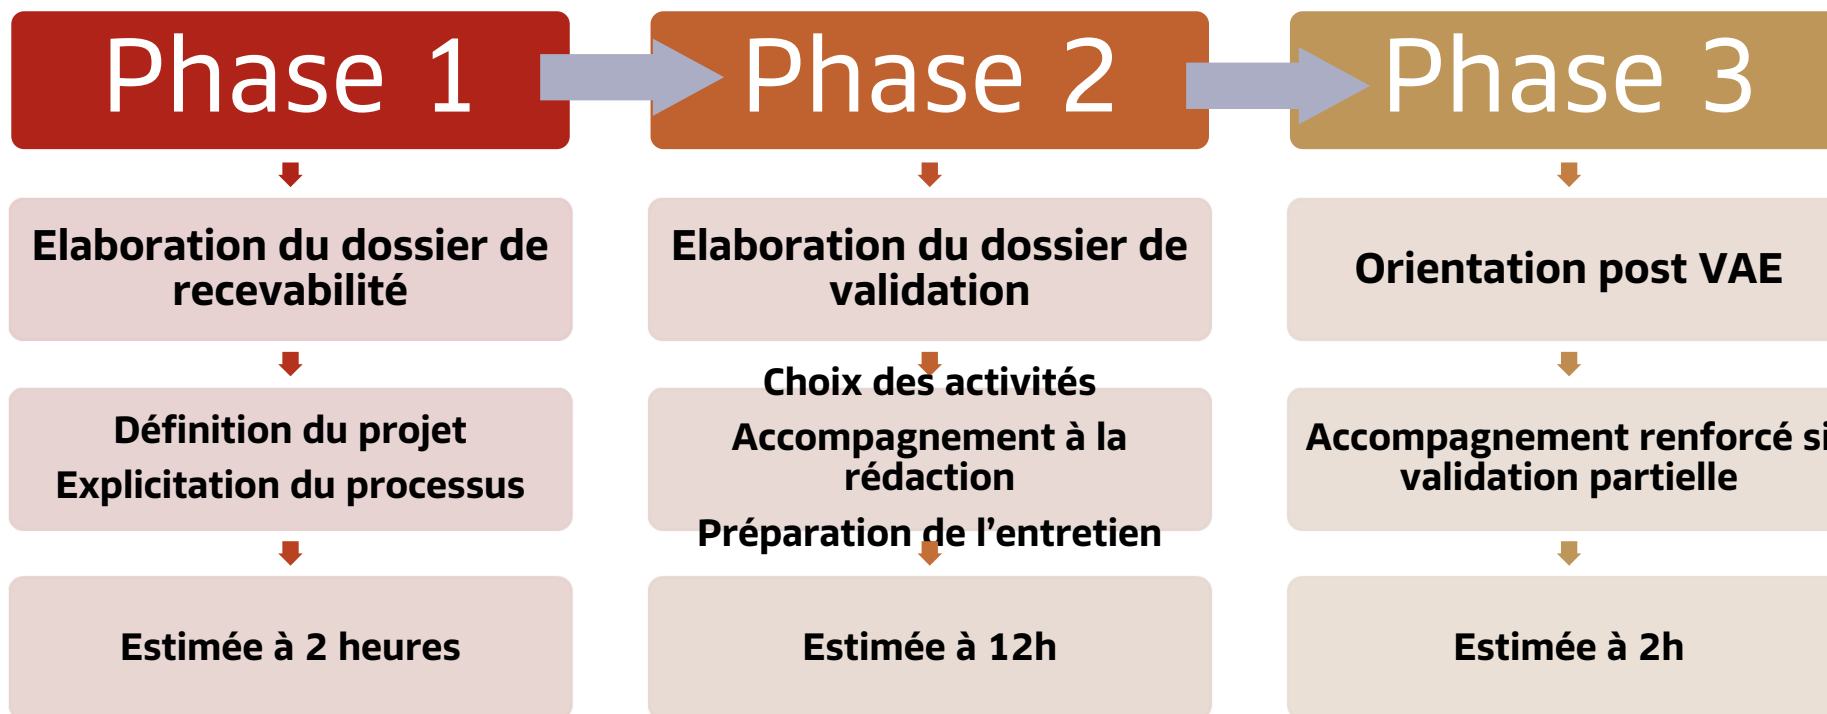 Phase 1
Elaboration du dossier de
recevabilité
Définition du projet
Explicitation du processus
Estimée à 2 heures
Phase 2
Elaboration du dossier de
validation
Choix des activités
Accompagnement à la
rédaction
Préparation de l’entretien
Estimée à 12h
Phase 3
Orientation post VAE
Accompagnement renforcé si
validation partielle
Estimée à 2h